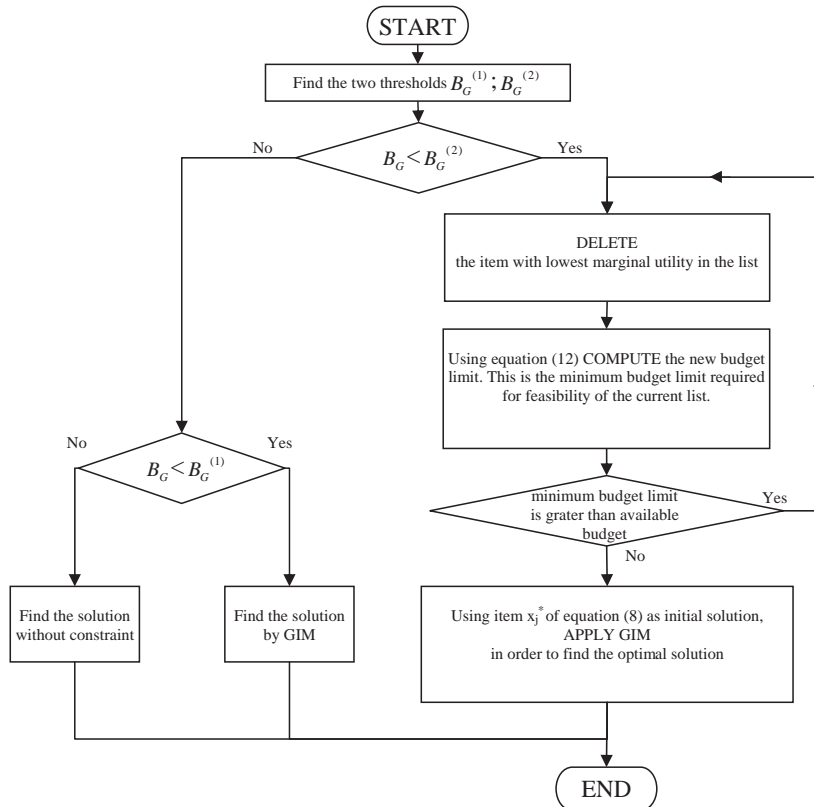 START
Find the two thresholds B_G^(1) ; B_G^(2)
No
B_G < B_G^(2)
Yes
DELETE
the item with lowest marginal utility in the list
Using equation (12) COMPUTE the new budget
limit. This is the minimum budget limit required
for feasibility of the current list.
No
B_G < B_G^(1)
Yes
minimum budget limit
is grater than available
budget
Yes
No
Find the solution
without constraint
Find the solution
by GIM
Using item x_j^* of equation (8) as initial solution,
APPLY GIM
in order to find the optimal solution
END